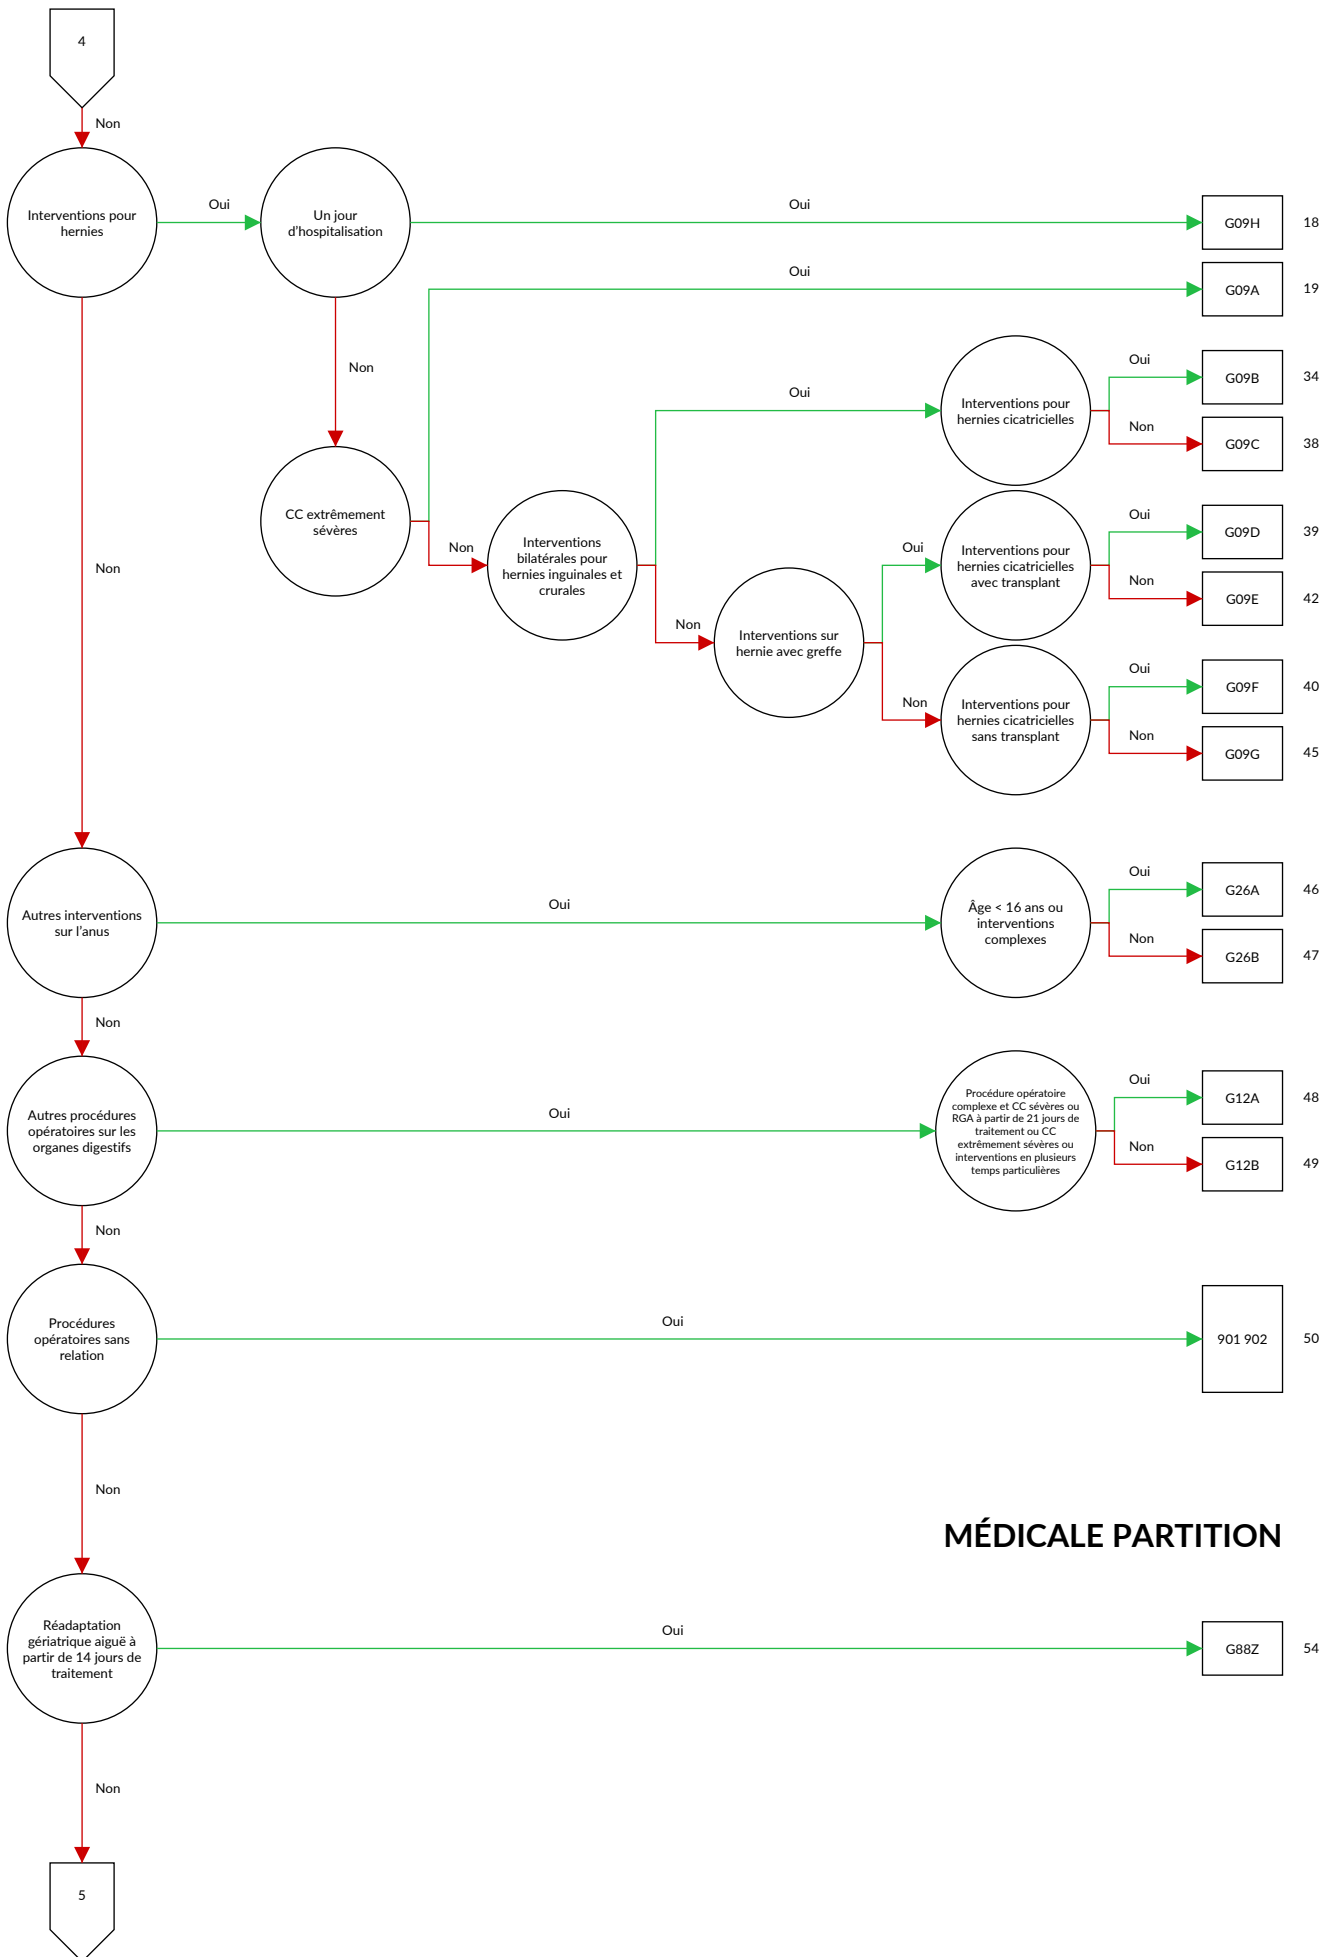 4
Non
Interventions pour
hernies
Oui
Un jour
d'hospitalisation
Oui
G09H
18
Oui
G09A
19
Non
CC extrêmement
sévères
Non
Interventions
bilatérales pour
hernies inguinales et
crurales
Oui
Interventions pour
hernies cicatricielles
Oui
G09B
34
Non
G09C
38
Non
Interventions sur
hernie avec greffe
Oui
Interventions pour
hernies cicatricielles
avec transplant
Oui
G09D
39
Non
G09E
42
Non
Interventions pour
hernies cicatricielles
sans transplant
Oui
G09F
40
Non
G09G
45
Non
Autres interventions
sur l'anus
Oui
Âge < 16 ans ou
interventions
complexes
Oui
G26A
46
Non
G26B
47
Non
Autres procédures
opératoires sur les
organes digestifs
Oui
Procédure opératoire
complexe et CC sévères ou
RGA à partir de 21 jours de
traitement ou CC
extrêmement sévères ou
interventions en plusieurs
temps particulières
Oui
G12A
48
Non
G12B
49
Non
Procédures
opératoires sans
relation
Oui
901 902
50
Non
MÉDICALE PARTITION
Réadaptation
gériatrique aiguë à
partir de 14 jours de
traitement
Oui
G88Z
54
Non
5